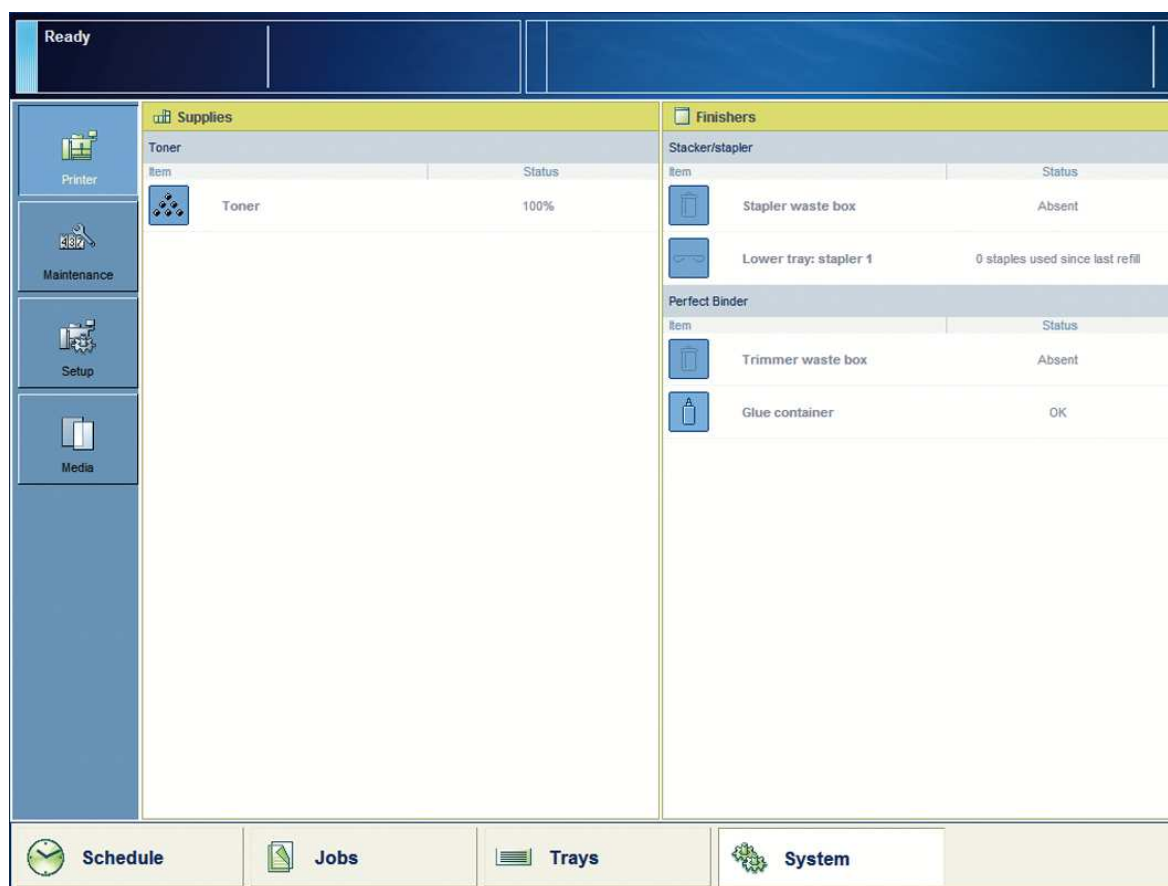 Ready
Printer
Maintenance
Setup
Media
Supplies
Toner
Item Status
Toner 100%
Finishers
Stacker/stapler
Item Status
Stapler waste box Absent
Lower tray: stapler 1 0 staples used since last refill
Perfect Binder
Item Status
Trimmer waste box Absent
Glue container OK
Schedule Jobs Trays System